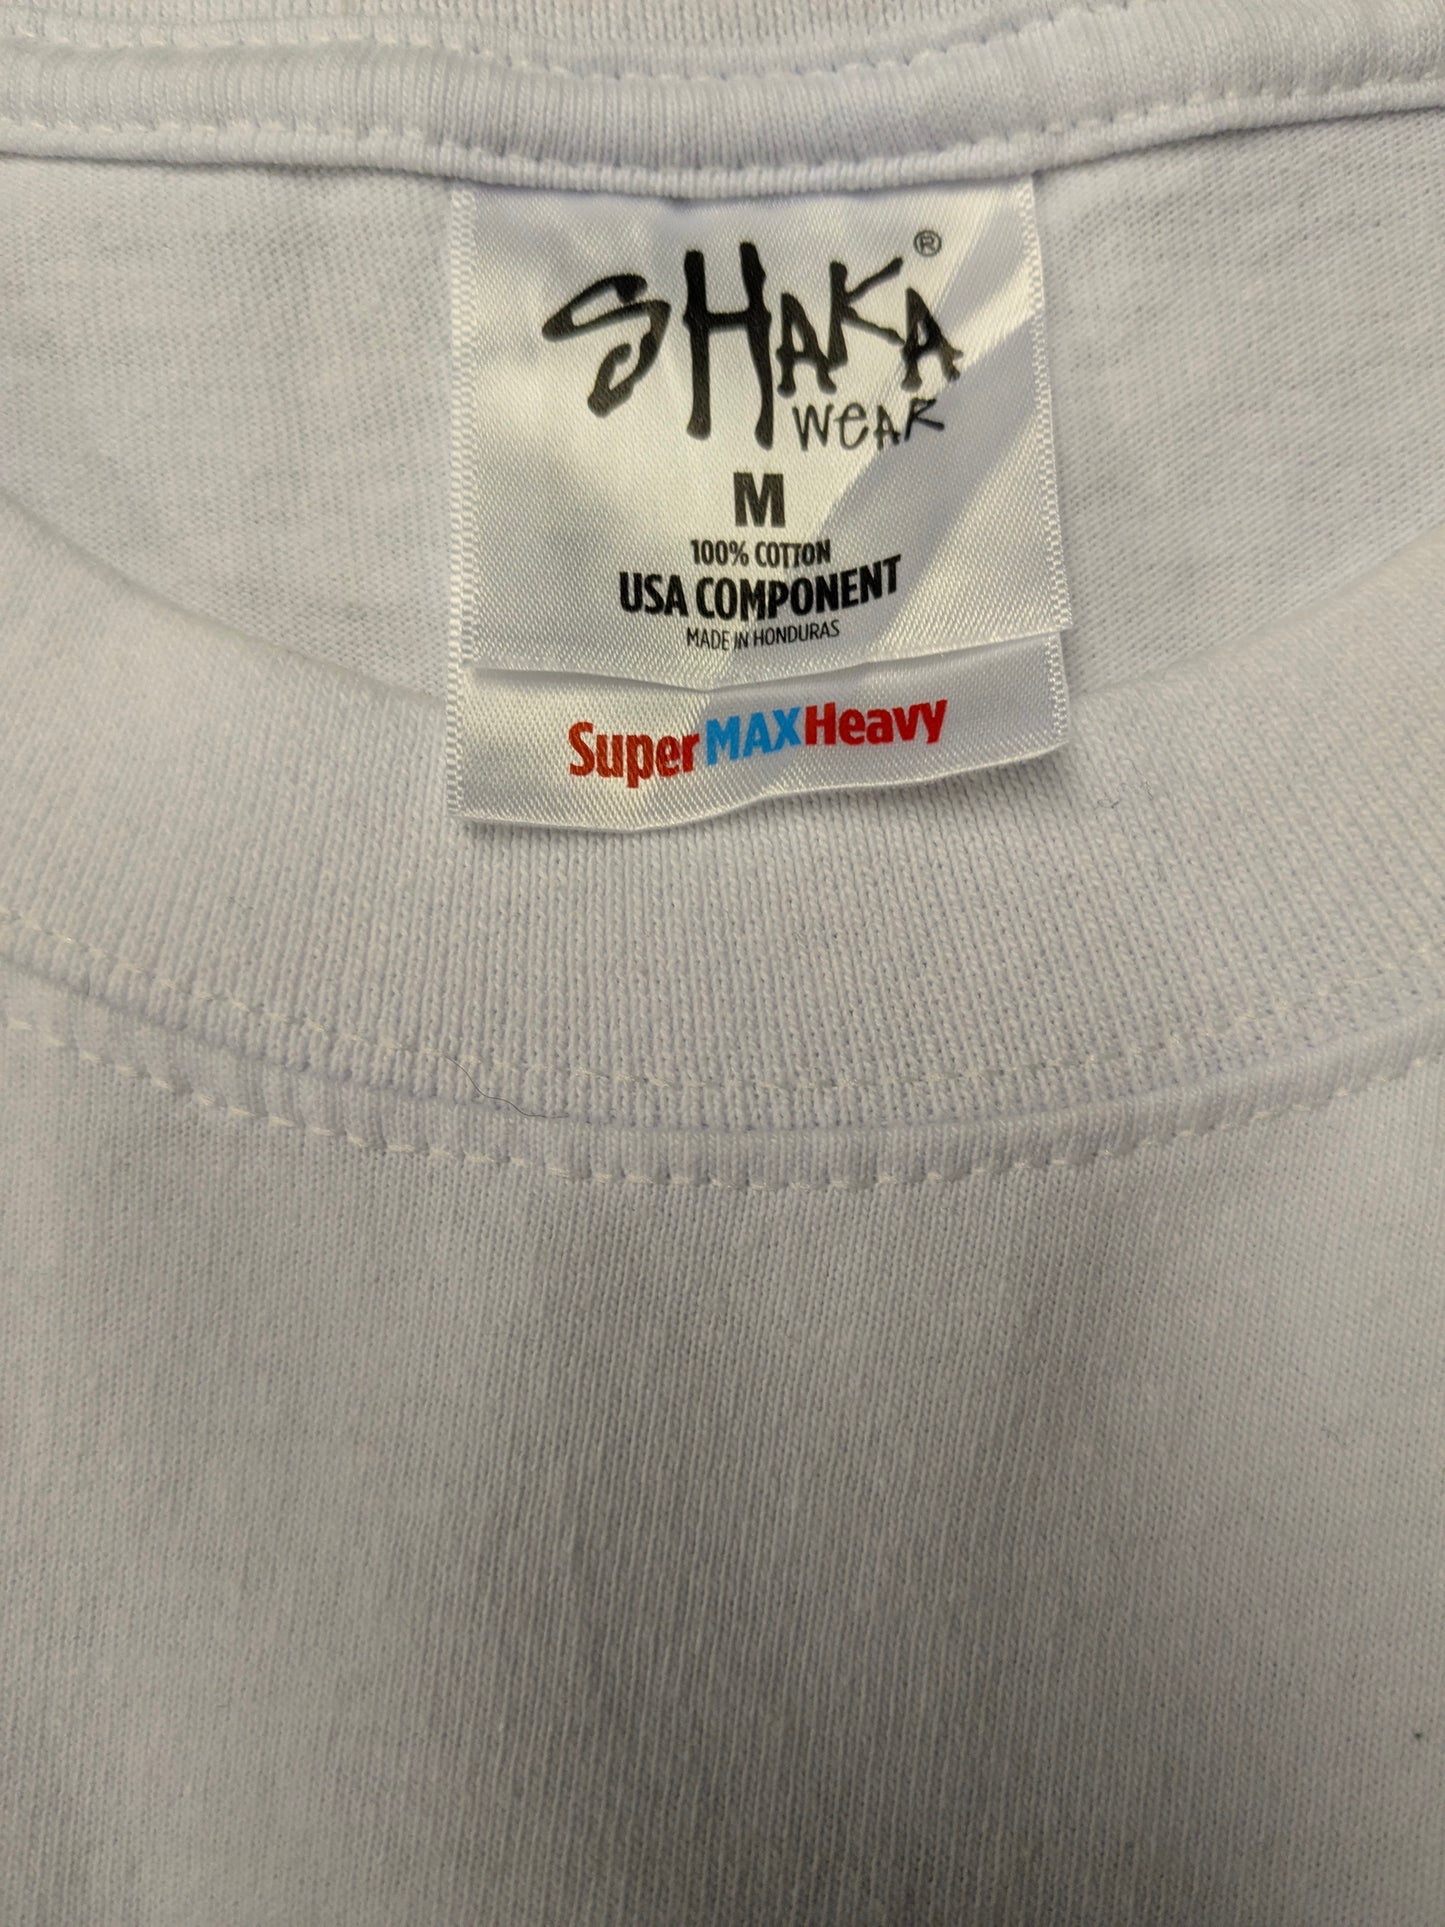 SHAKA ®
WEAR
M
100% COTTON
USA COMPONENT
MADE IN HONDURAS
SuperMAXHeavy